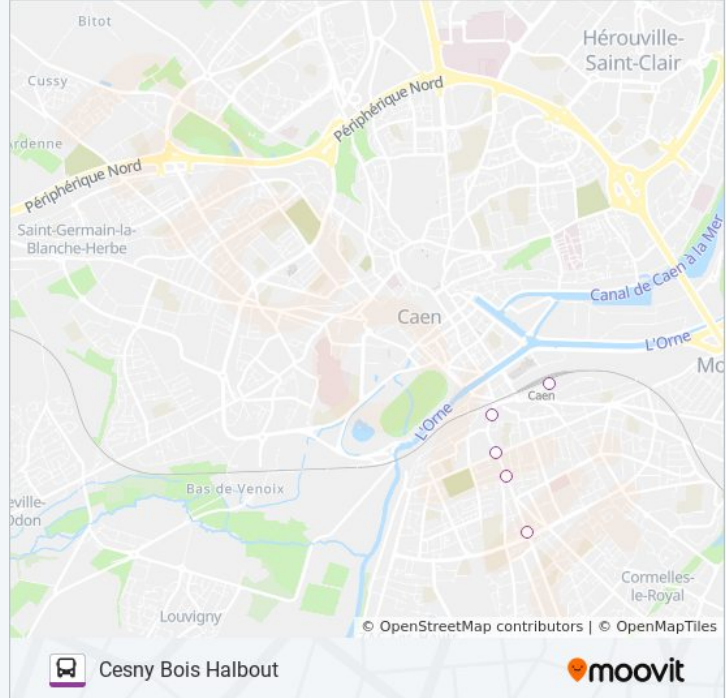 Bitot
Hérouville-
Saint-Clair
Cussy
Périphérique Nord
Ardenne
Périphérique Nord
Saint-Germain-la-
Blanche-Herbe
Canal de Caen à la Mer
Caen
L'Orne
Mo
Caen
L'Orne
Bas de Venoix
eville-
Odon
Cormelles-
le-Royal
Louvigny
© OpenStreetMap contributors | © OpenMapTiles
Cesny Bois Halbout
moovit